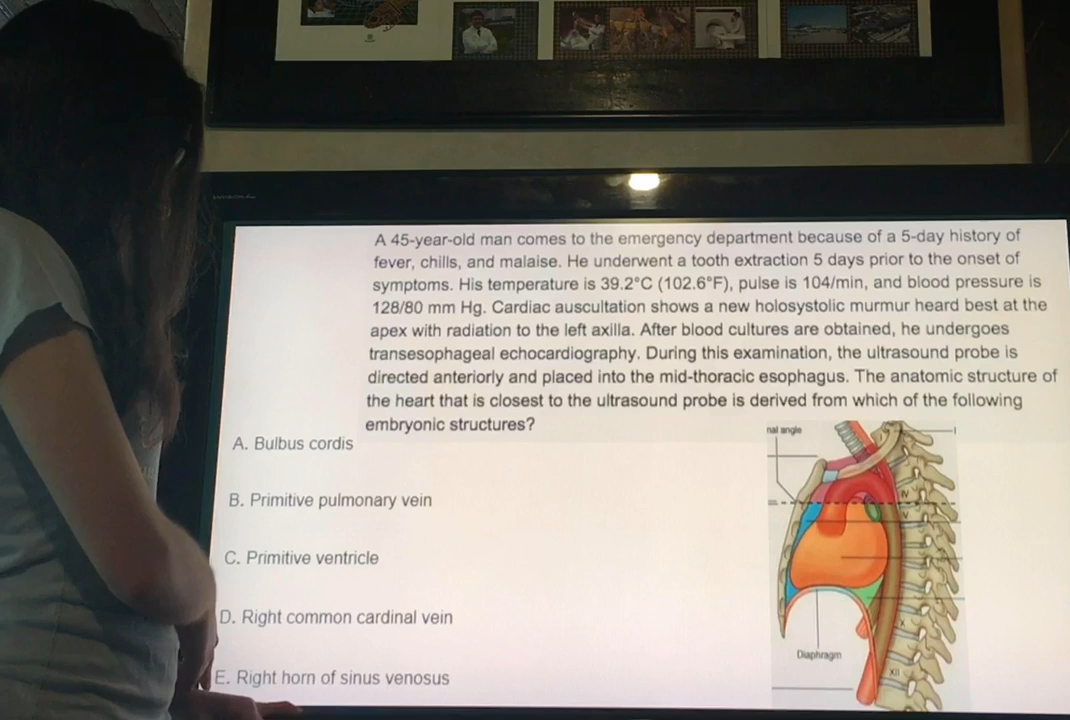 A 45-year-old man comes to the emergency department because of a 5-day history of
fever, chills, and malaise. He underwent a tooth extraction 5 days prior to the onset of
symptoms. His temperature is 39.2°C (102.6°F), pulse is 104/min, and blood pressure is
128/80 mm Hg. Cardiac auscultation shows a new holosystolic murmur heard best at the
apex with radiation to the left axilla. After blood cultures are obtained, he undergoes
transesophageal echocardiography. During this examination, the ultrasound probe is
directed anteriorly and placed into the mid-thoracic esophagus. The anatomic structure of
the heart that is closest to the ultrasound probe is derived from which of the following
embryonic structures?
A. Bulbus cordis
B. Primitive pulmonary vein
C. Primitive ventricle
D. Right common cardinal vein
E. Right horn of sinus venosus
nal angle
I
IV
V
X
XII
Diaphragm